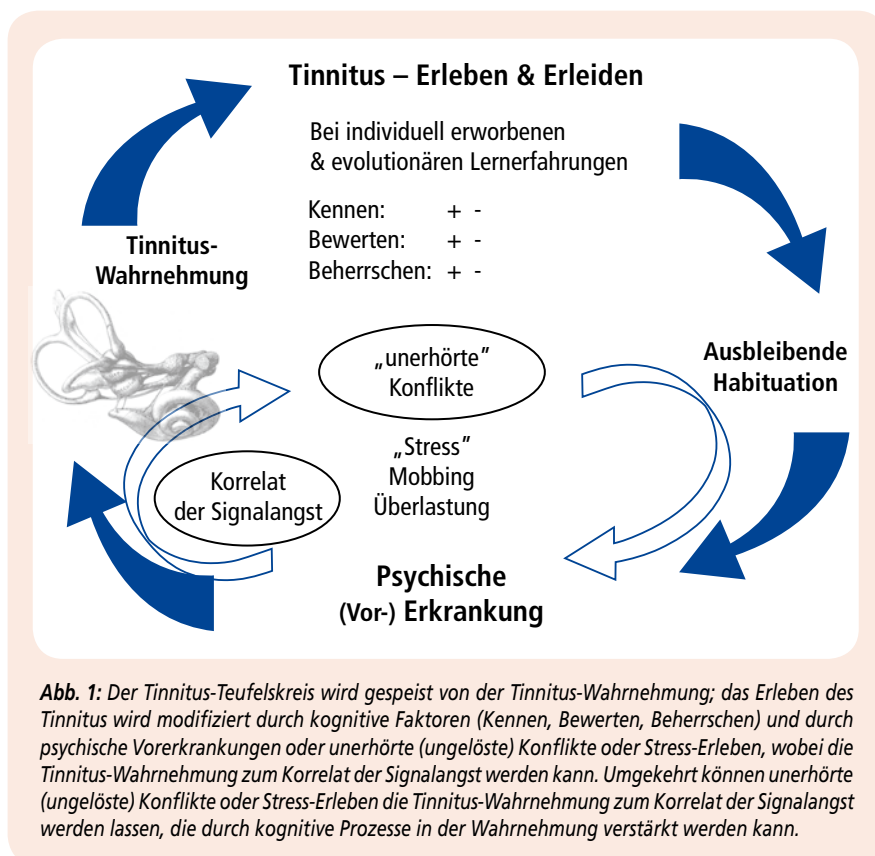 Tinnitus – Erleben & Erleiden
Bei individuell erworbenen
& evolutionären Lernerfahrungen
Kennen: + -
Bewerten: + -
Beherrschen: + -
Tinnitus-
Wahrnehmung
„unerhörte”
Konflikte
Ausbleibende
Habituation
„Stress”
Mobbing
Überlastung
Korrelat
der Signalangst
Psychische
(Vor-) Erkrankung
Abb. 1: Der Tinnitus-Teufelskreis wird gespeist von der Tinnitus-Wahrnehmung; das Erleben des
Tinnitus wird modifiziert durch kognitive Faktoren (Kennen, Bewerten, Beherrschen) und durch
psychische Vorerkrankungen oder unerhörte (ungelöste) Konflikte oder Stress-Erleben, wobei die
Tinnitus-Wahrnehmung zum Korrelat der Signalangst werden kann. Umgekehrt können unerhörte
(ungelöste) Konflikte oder Stress-Erleben die Tinnitus-Wahrnehmung zum Korrelat der Signalangst
werden lassen, die durch kognitive Prozesse in der Wahrnehmung verstärkt werden kann.